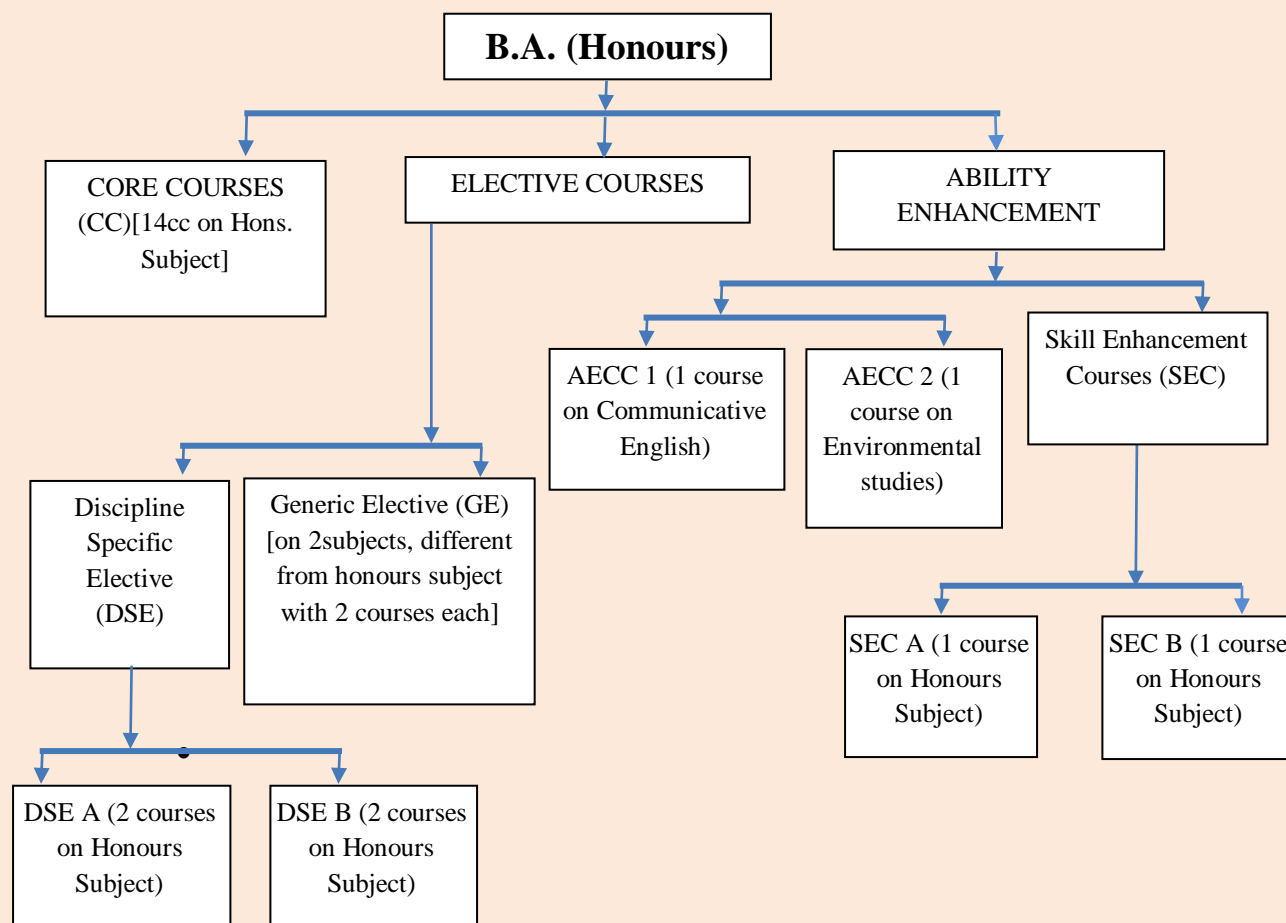 B.A. (Honours)
CORE COURSES
(CC)[14cc on Hons.
Subject]
ELECTIVE COURSES
ABILITY
ENHANCEMENT
AECC 1 (1 course
on Communicative
English)
AECC 2 (1
course on
Environmental
studies)
Skill Enhancement
Courses (SEC)
Discipline
Specific
Elective
(DSE)
Generic Elective (GE)
[on 2subjects, different
from honours subject
with 2 courses each]
SEC A (1 course
on Honours
Subject)
SEC B (1 course
on Honours
Subject)
DSE A (2 courses
on Honours
Subject)
DSE B (2 courses
on Honours
Subject)